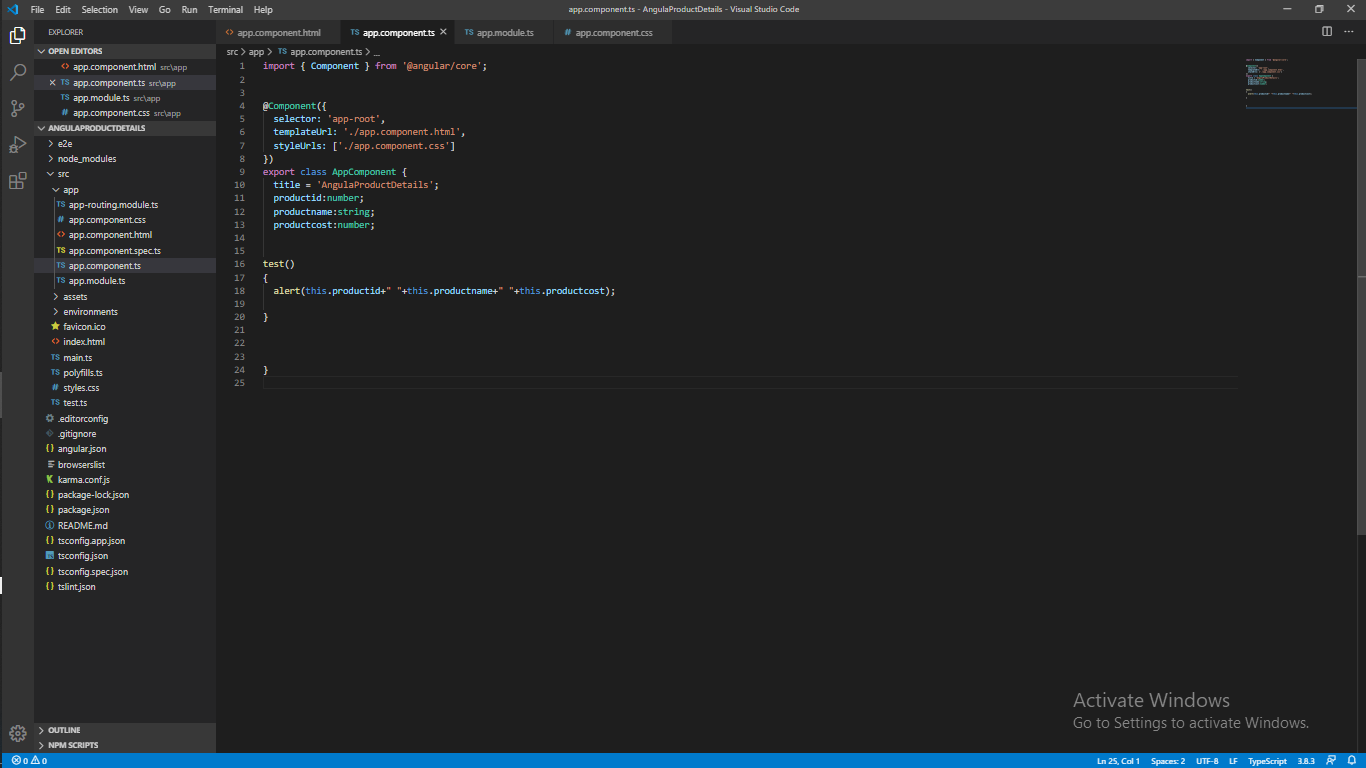 File Edit Selection View Go Run Terminal Help
app.component.ts - AngulaProductDetails - Visual Studio Code
EXPLORER
OPEN EDITORS
app.component.html src\app
app.component.ts src\app
app.module.ts src\app
app.component.css src\app
ANGULAPRODUCTDETAILS
e2e
node_modules
src
app
app-routing.module.ts
app.component.css
app.component.html
app.component.spec.ts
app.component.ts
app.module.ts
assets
environments
favicon.ico
index.html
main.ts
polyfills.ts
styles.css
test.ts
.editorconfig
.gitignore
angular.json
browserslist
karma.conf.js
package-lock.json
package.json
README.md
tsconfig.app.json
tsconfig.json
tsconfig.spec.json
tslint.json
OUTLINE
NPM SCRIPTS
app.component.html TS app.component.ts TS app.module.ts # app.component.css
src > app > TS app.component.ts > ...
1 import { Component } from '@angular/core';
2
3
4 @Component({
5 selector: 'app-root',
6 templateUrl: './app.component.html',
7 styleUrls: ['./app.component.css']
8 })
9 export class AppComponent {
10 title = 'AngulaProductDetails';
11 productid:number;
12 productname:string;
13 productcost:number;
14
15
16 test()
17 {
18 alert(this.productid+" "+this.productname+" "+this.productcost);
19
20 }
21
22
23
24 }
25
Activate Windows
Go to Settings to activate Windows.
0 0 Ln 25, Col 1 Spaces: 2 UTF-8 LF TypeScript 3.8.3